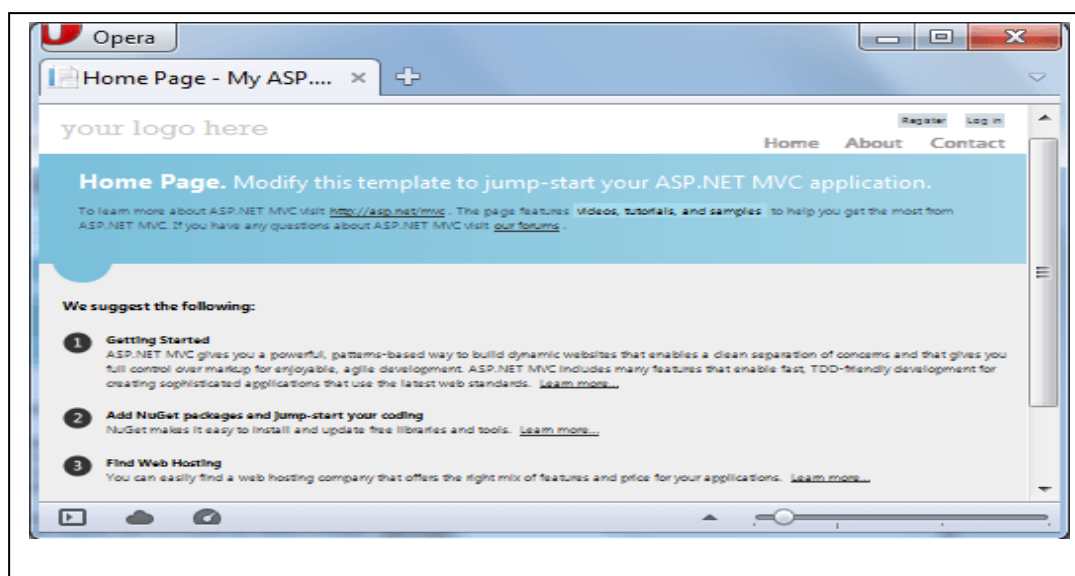 Opera
Home Page - My ASP....
your logo here
Register Log in
Home About Contact
Home Page. Modify this template to jump-start your ASP.NET MVC application.
To learn more about ASP.NET MVC visit http://asp.net/mvc . The page features videos, tutorials, and samples to help you get the most from
ASP.NET MVC. If you have any questions about ASP.NET MVC visit our forums .
We suggest the following:
1 Getting Started
ASP.NET MVC gives you a powerful, patterns-based way to build dynamic websites that enables a clean separation of concerns and that gives you
full control over markup for enjoyable, agile development. ASP.NET MVC includes many features that enable fast, TDD-friendly development for
creating sophisticated applications that use the latest web standards. Learn more...
2 Add NuGet packages and jump-start your coding
NuGet makes it easy to install and update free libraries and tools. Learn more...
3 Find Web Hosting
You can easily find a web hosting company that offers the right mix of features and price for your applications. Learn more...